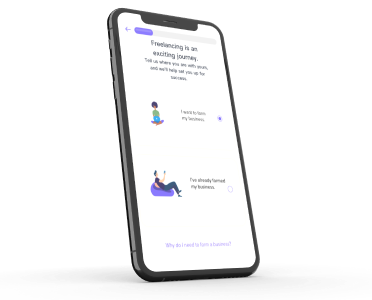 Freelancing is an
exciting journey.
Tell us where you are with yours,
and we'll help set you up for
success.
I want to form
my business.
I've already formed
my business.
Why do I need to form a business?